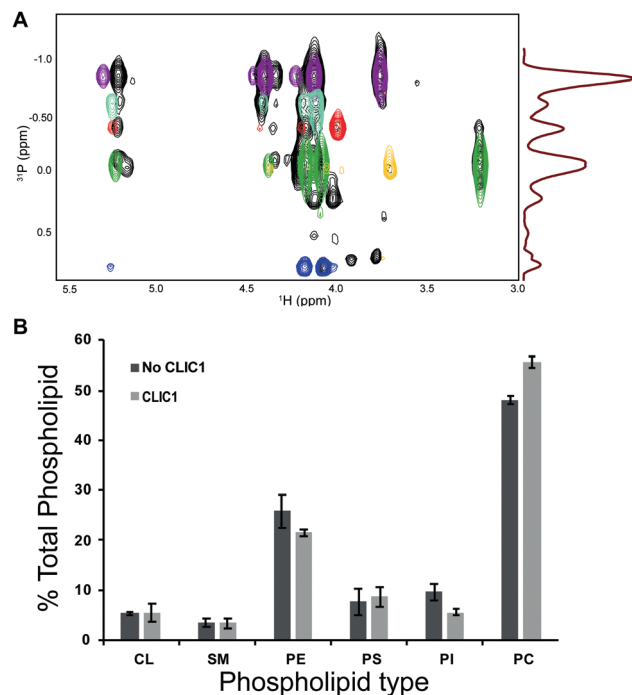 A
-1.0
-0.50
0.0
0.5
31P (ppm)
5.5 5.0 4.5 4.0 3.5 3.0
1H (ppm)
B
60
50
40
30
20
10
0
% Total Phospholipid
No CLIC1
CLIC1
CL SM PE PS PI PC
Phospholipid type